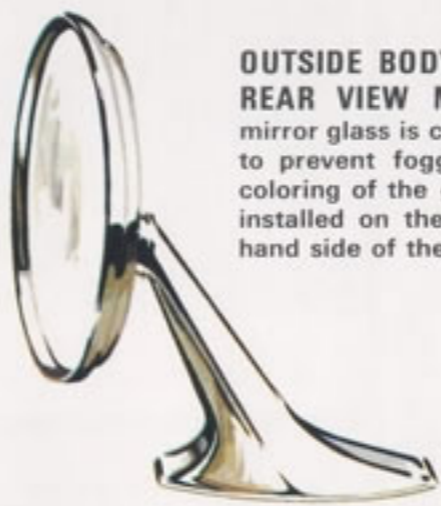 OUTSIDE BODY
REAR VIEW
mirror glass is
to prevent
coloring of the
installed on the
hand side of the